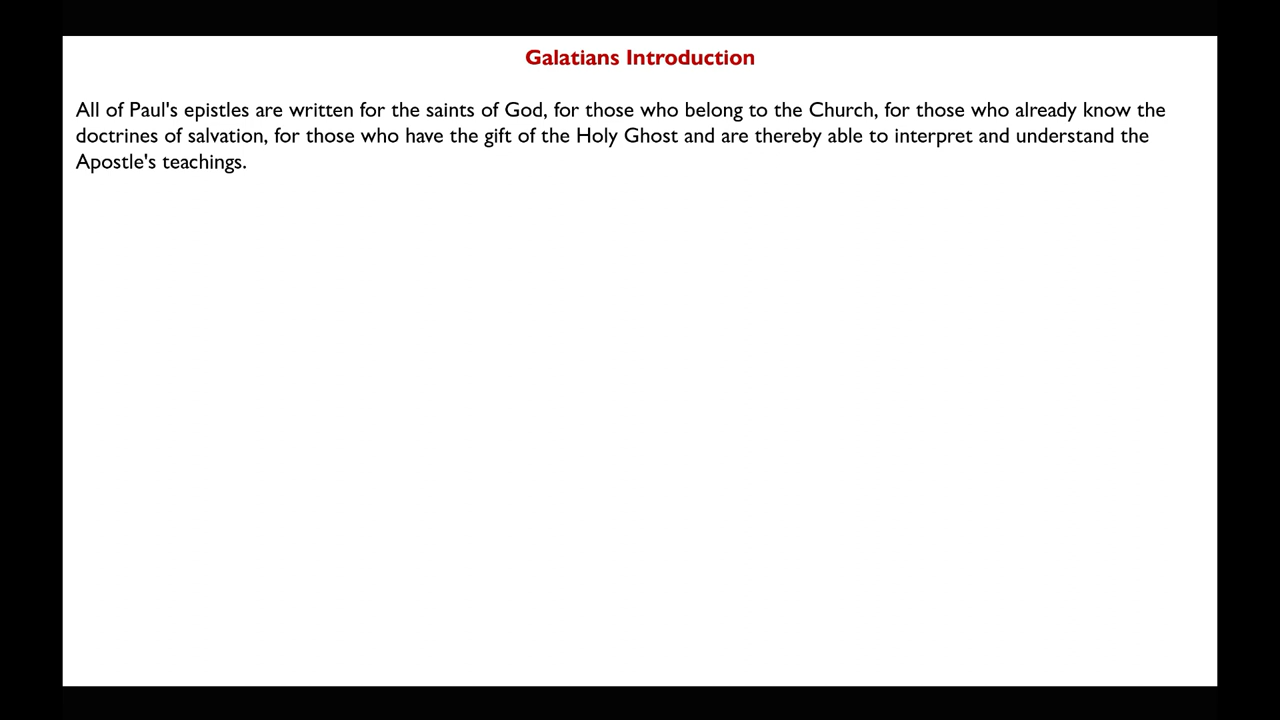 Galatians Introduction
All of Paul's epistles are written for the saints of God, for those who belong to the Church, for those who already know the
doctrines of salvation, for those who have the gift of the Holy Ghost and are thereby able to interpret and understand the
Apostle's teachings.